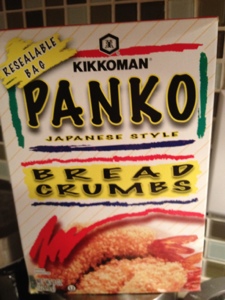 RESEALABLE
BAG
KIKKOMAN®
PANKO
JAPANESE STYLE
BREAD
CRUMBS